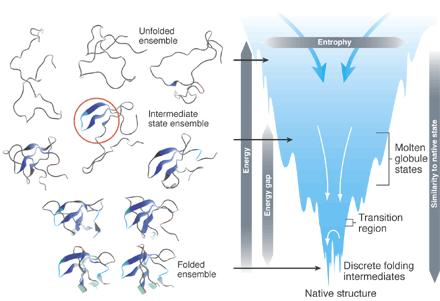 Unfolded
ensemble
Intermediate
state ensemble
Folded
ensemble
Entrophy
Energy
Energy gap
Molten
globule
states
Transition
region
Discrete folding
intermediates
Native structure
Similarity to native state